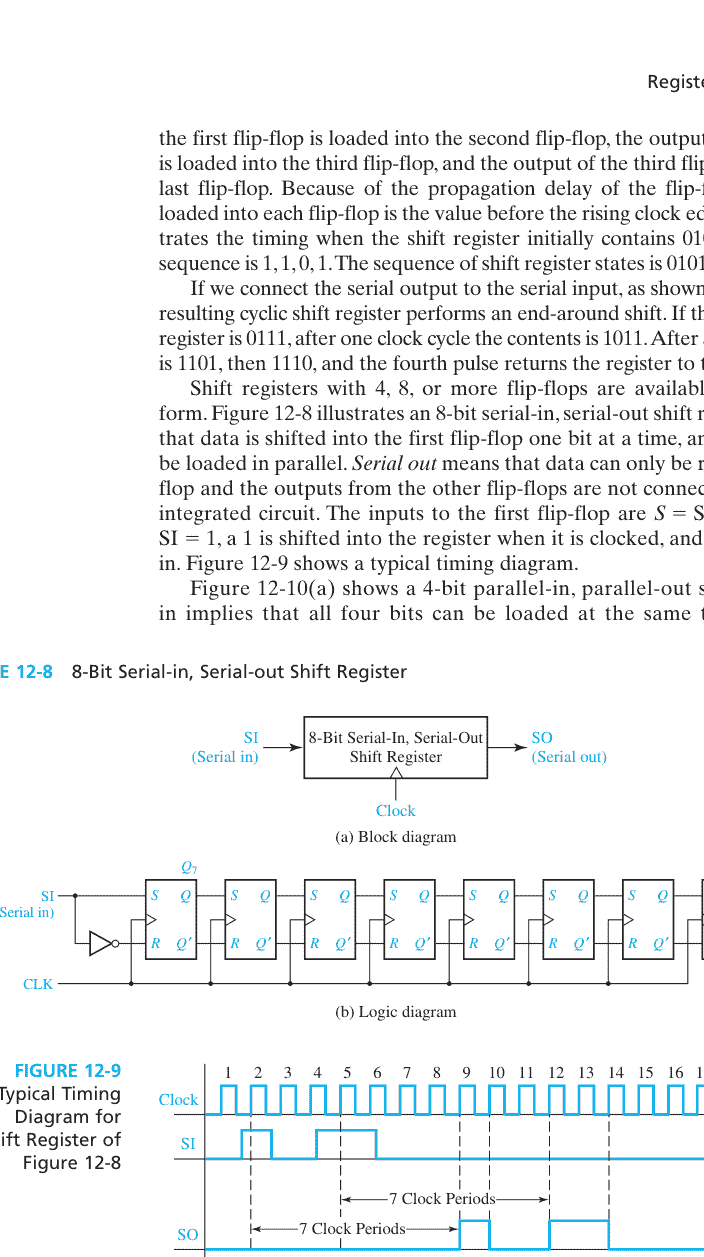 Registe
the first flip-flop is loaded into the second flip-flop, the output
is loaded into the third flip-flop, and the output of the third flip
last flip-flop. Because of the propagation delay of the flip-f
loaded into each flip-flop is the value before the rising clock ed
trates the timing when the shift register initially contains 010
sequence is 1, 1, 0, 1. The sequence of shift register states is 0101
If we connect the serial output to the serial input, as shown
resulting cyclic shift register performs an end-around shift. If th
register is 0111, after one clock cycle the contents is 1011. After
is 1101, then 1110, and the fourth pulse returns the register to t
Shift registers with 4, 8, or more flip-flops are availabl
form. Figure 12-8 illustrates an 8-bit serial-in, serial-out shift r
that data is shifted into the first flip-flop one bit at a time, an
be loaded in parallel. Serial out means that data can only be r
flop and the outputs from the other flip-flops are not connec
integrated circuit. The inputs to the first flip-flop are S = S
SI = 1, a 1 is shifted into the register when it is clocked, and
in. Figure 12-9 shows a typical timing diagram.
Figure 12-10(a) shows a 4-bit parallel-in, parallel-out s
in implies that all four bits can be loaded at the same t
E 12-8 8-Bit Serial-in, Serial-out Shift Register
SI
(Serial in)
8-Bit Serial-In, Serial-Out
Shift Register
SO
(Serial out)
Clock
(a) Block diagram
Q7
SI
Serial in)
S Q S Q S Q S Q S Q S Q S Q
R Q′ R Q′ R Q′ R Q′ R Q′ R Q′ R Q′
CLK
(b) Logic diagram
FIGURE 12-9
Typical Timing
Diagram for
ift Register of
Figure 12-8
1 2 3 4 5 6 7 8 9 10 11 12 13 14 15 16 1
Clock
SI
7 Clock Periods
7 Clock Periods
SO